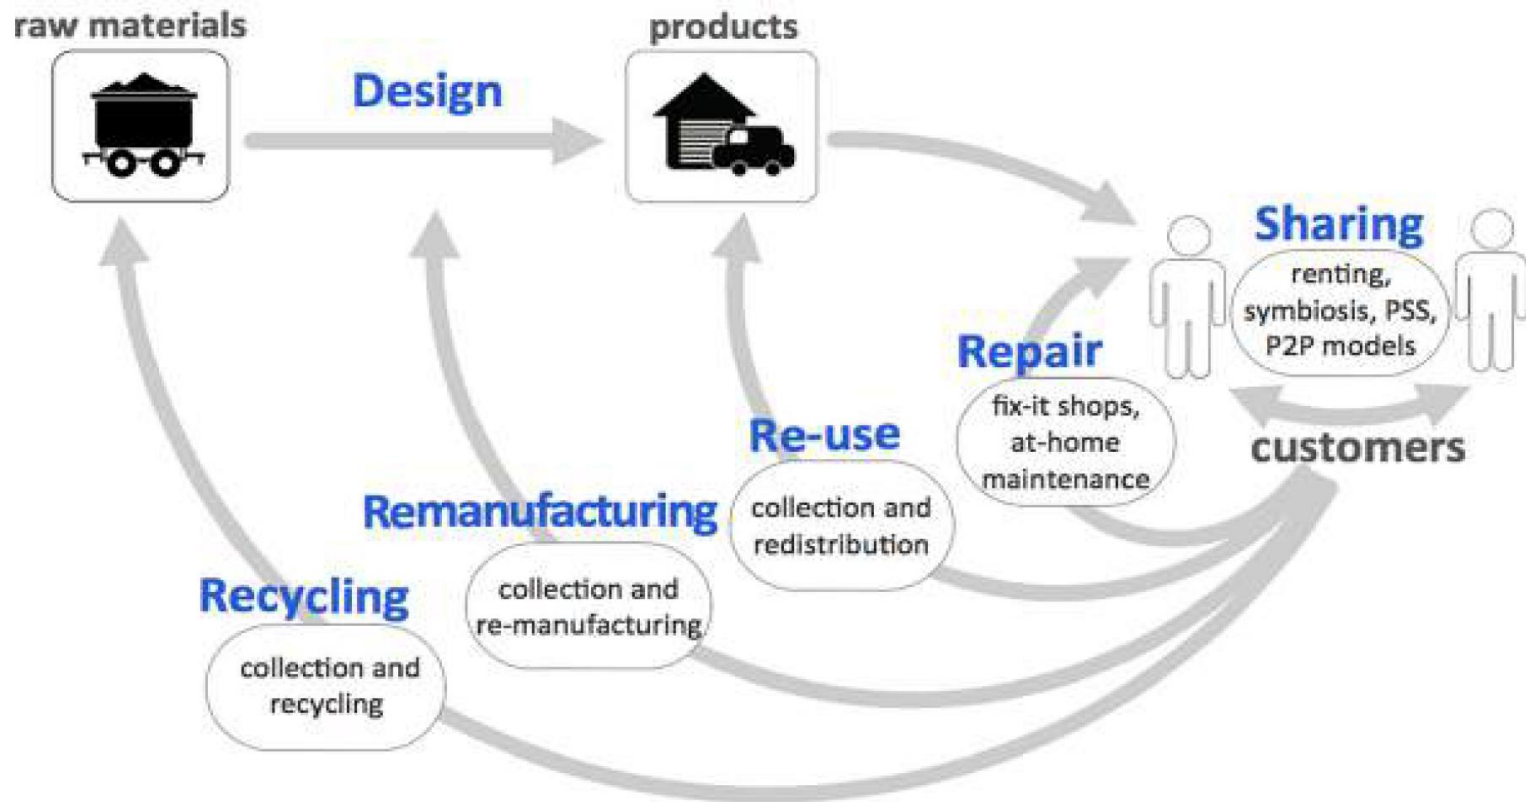 raw materials
products
Design
Sharing
renting,
symbiosis, PSS,
P2P models
Repair
fix-it shops,
at-home
maintenance
customers
Re-use
collection and
redistribution
Remanufacturing
collection and
re-manufacturing
Recycling
collection and
recycling